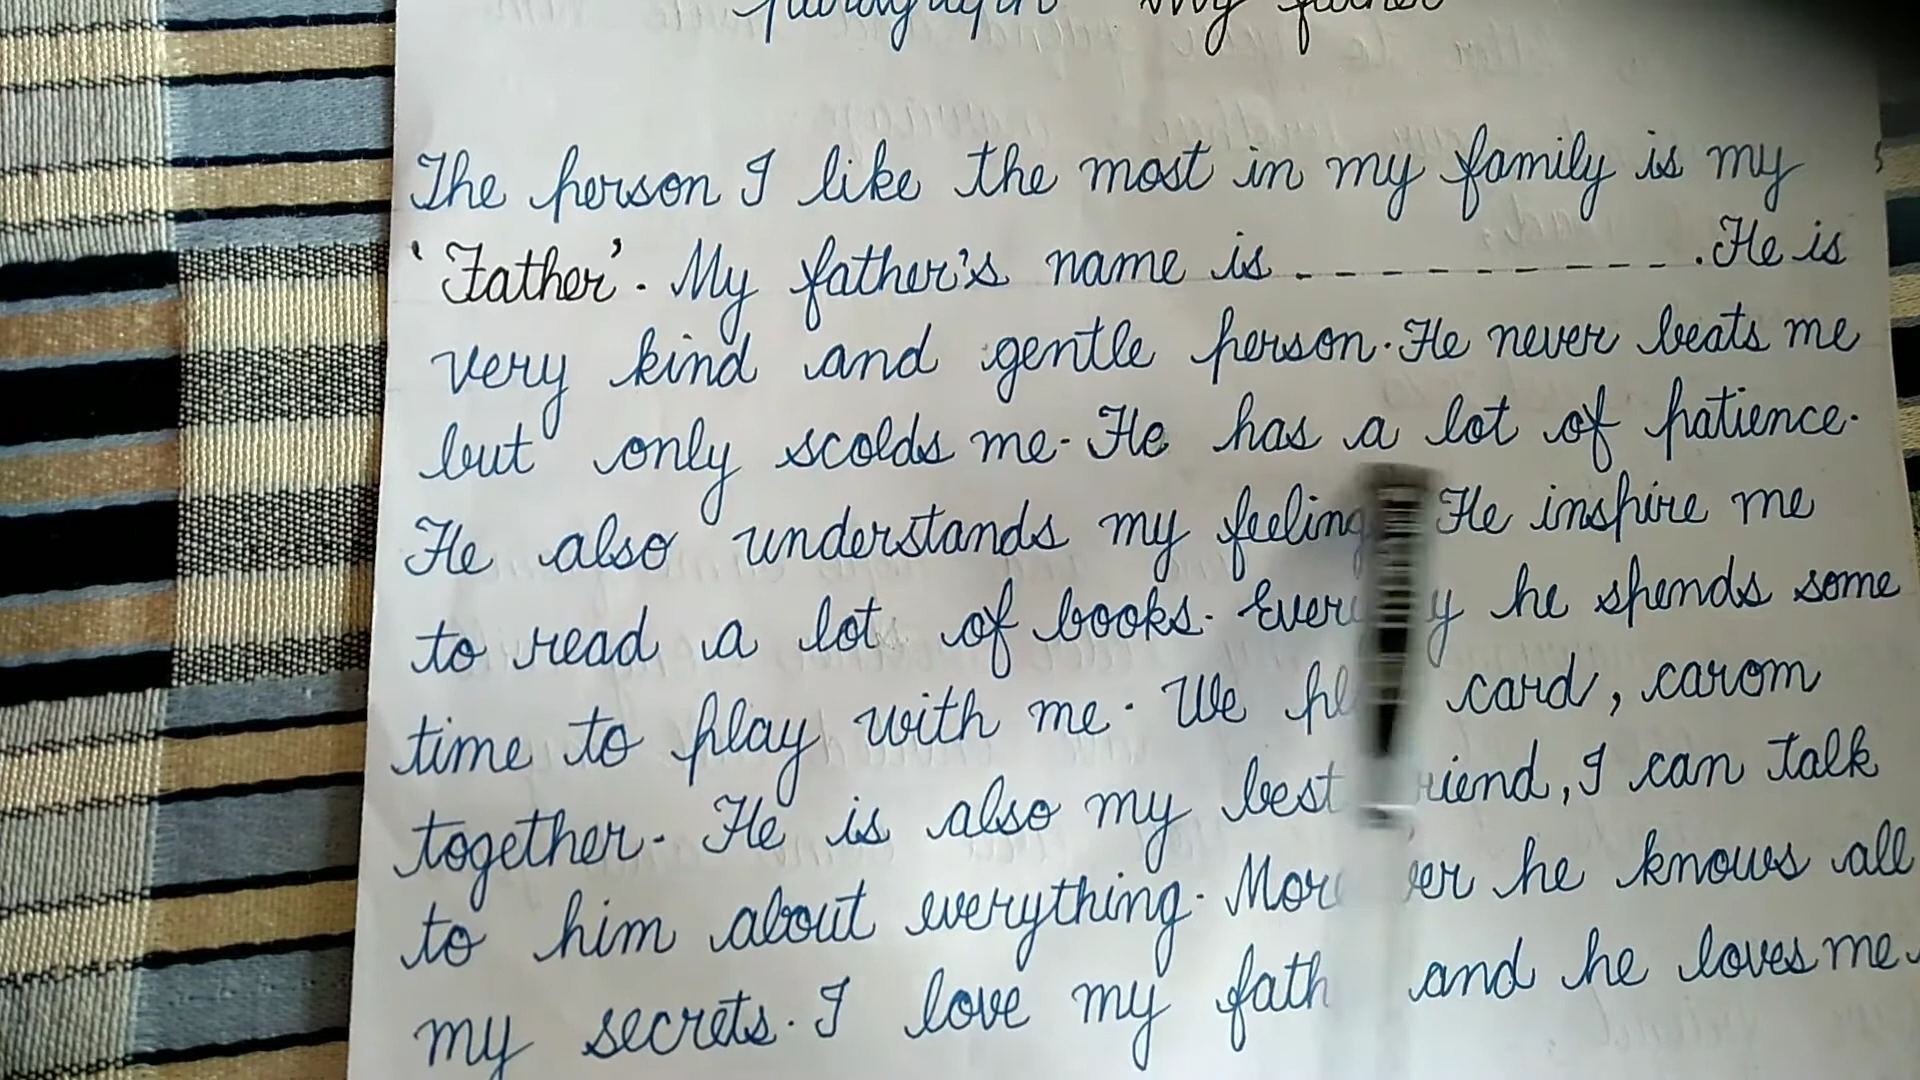 paragraph My father
The person I like the most in my family is my
'Father'. My father's name is ----------. He is
very kind and gentle person. He never beats me
but only scolds me. He has a lot of patience.
He also understands my He inspire me
to read a lot of books. he spends some
time to play with me. We card, carom
together. He is also my best I can talk
to him about everything. he knows all
my secrets. I love my and he loves me.